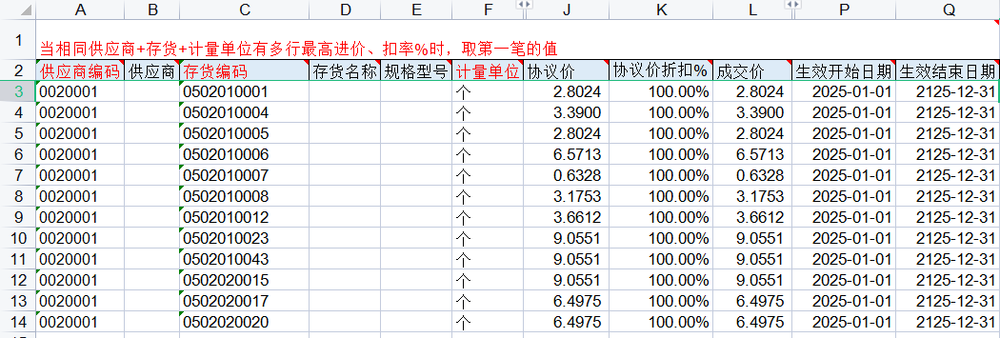 A B C D E F J K L P Q
1 当相同供应商+存货+计量单位有多行最高进价、扣率%时，取第一笔的值
2 供应商编码 供应商 存货编码 存货名称 规格型号 计量单位 协议价 协议价折扣% 成交价 生效开始日期 生效结束日期
3 0020001 0502010001 个 2.8024 100.00% 2.8024 2025-01-01 2125-12-31
4 0020001 0502010004 个 3.3900 100.00% 3.3900 2025-01-01 2125-12-31
5 0020001 0502010005 个 2.8024 100.00% 2.8024 2025-01-01 2125-12-31
6 0020001 0502010006 个 6.5713 100.00% 6.5713 2025-01-01 2125-12-31
7 0020001 0502010007 个 0.6328 100.00% 0.6328 2025-01-01 2125-12-31
8 0020001 0502010008 个 3.1753 100.00% 3.1753 2025-01-01 2125-12-31
9 0020001 0502010012 个 3.6612 100.00% 3.6612 2025-01-01 2125-12-31
10 0020001 0502010023 个 9.0551 100.00% 9.0551 2025-01-01 2125-12-31
11 0020001 0502010043 个 9.0551 100.00% 9.0551 2025-01-01 2125-12-31
12 0020001 0502020015 个 9.0551 100.00% 9.0551 2025-01-01 2125-12-31
13 0020001 0502020017 个 6.4975 100.00% 6.4975 2025-01-01 2125-12-31
14 0020001 0502020020 个 6.4975 100.00% 6.4975 2025-01-01 2125-12-31